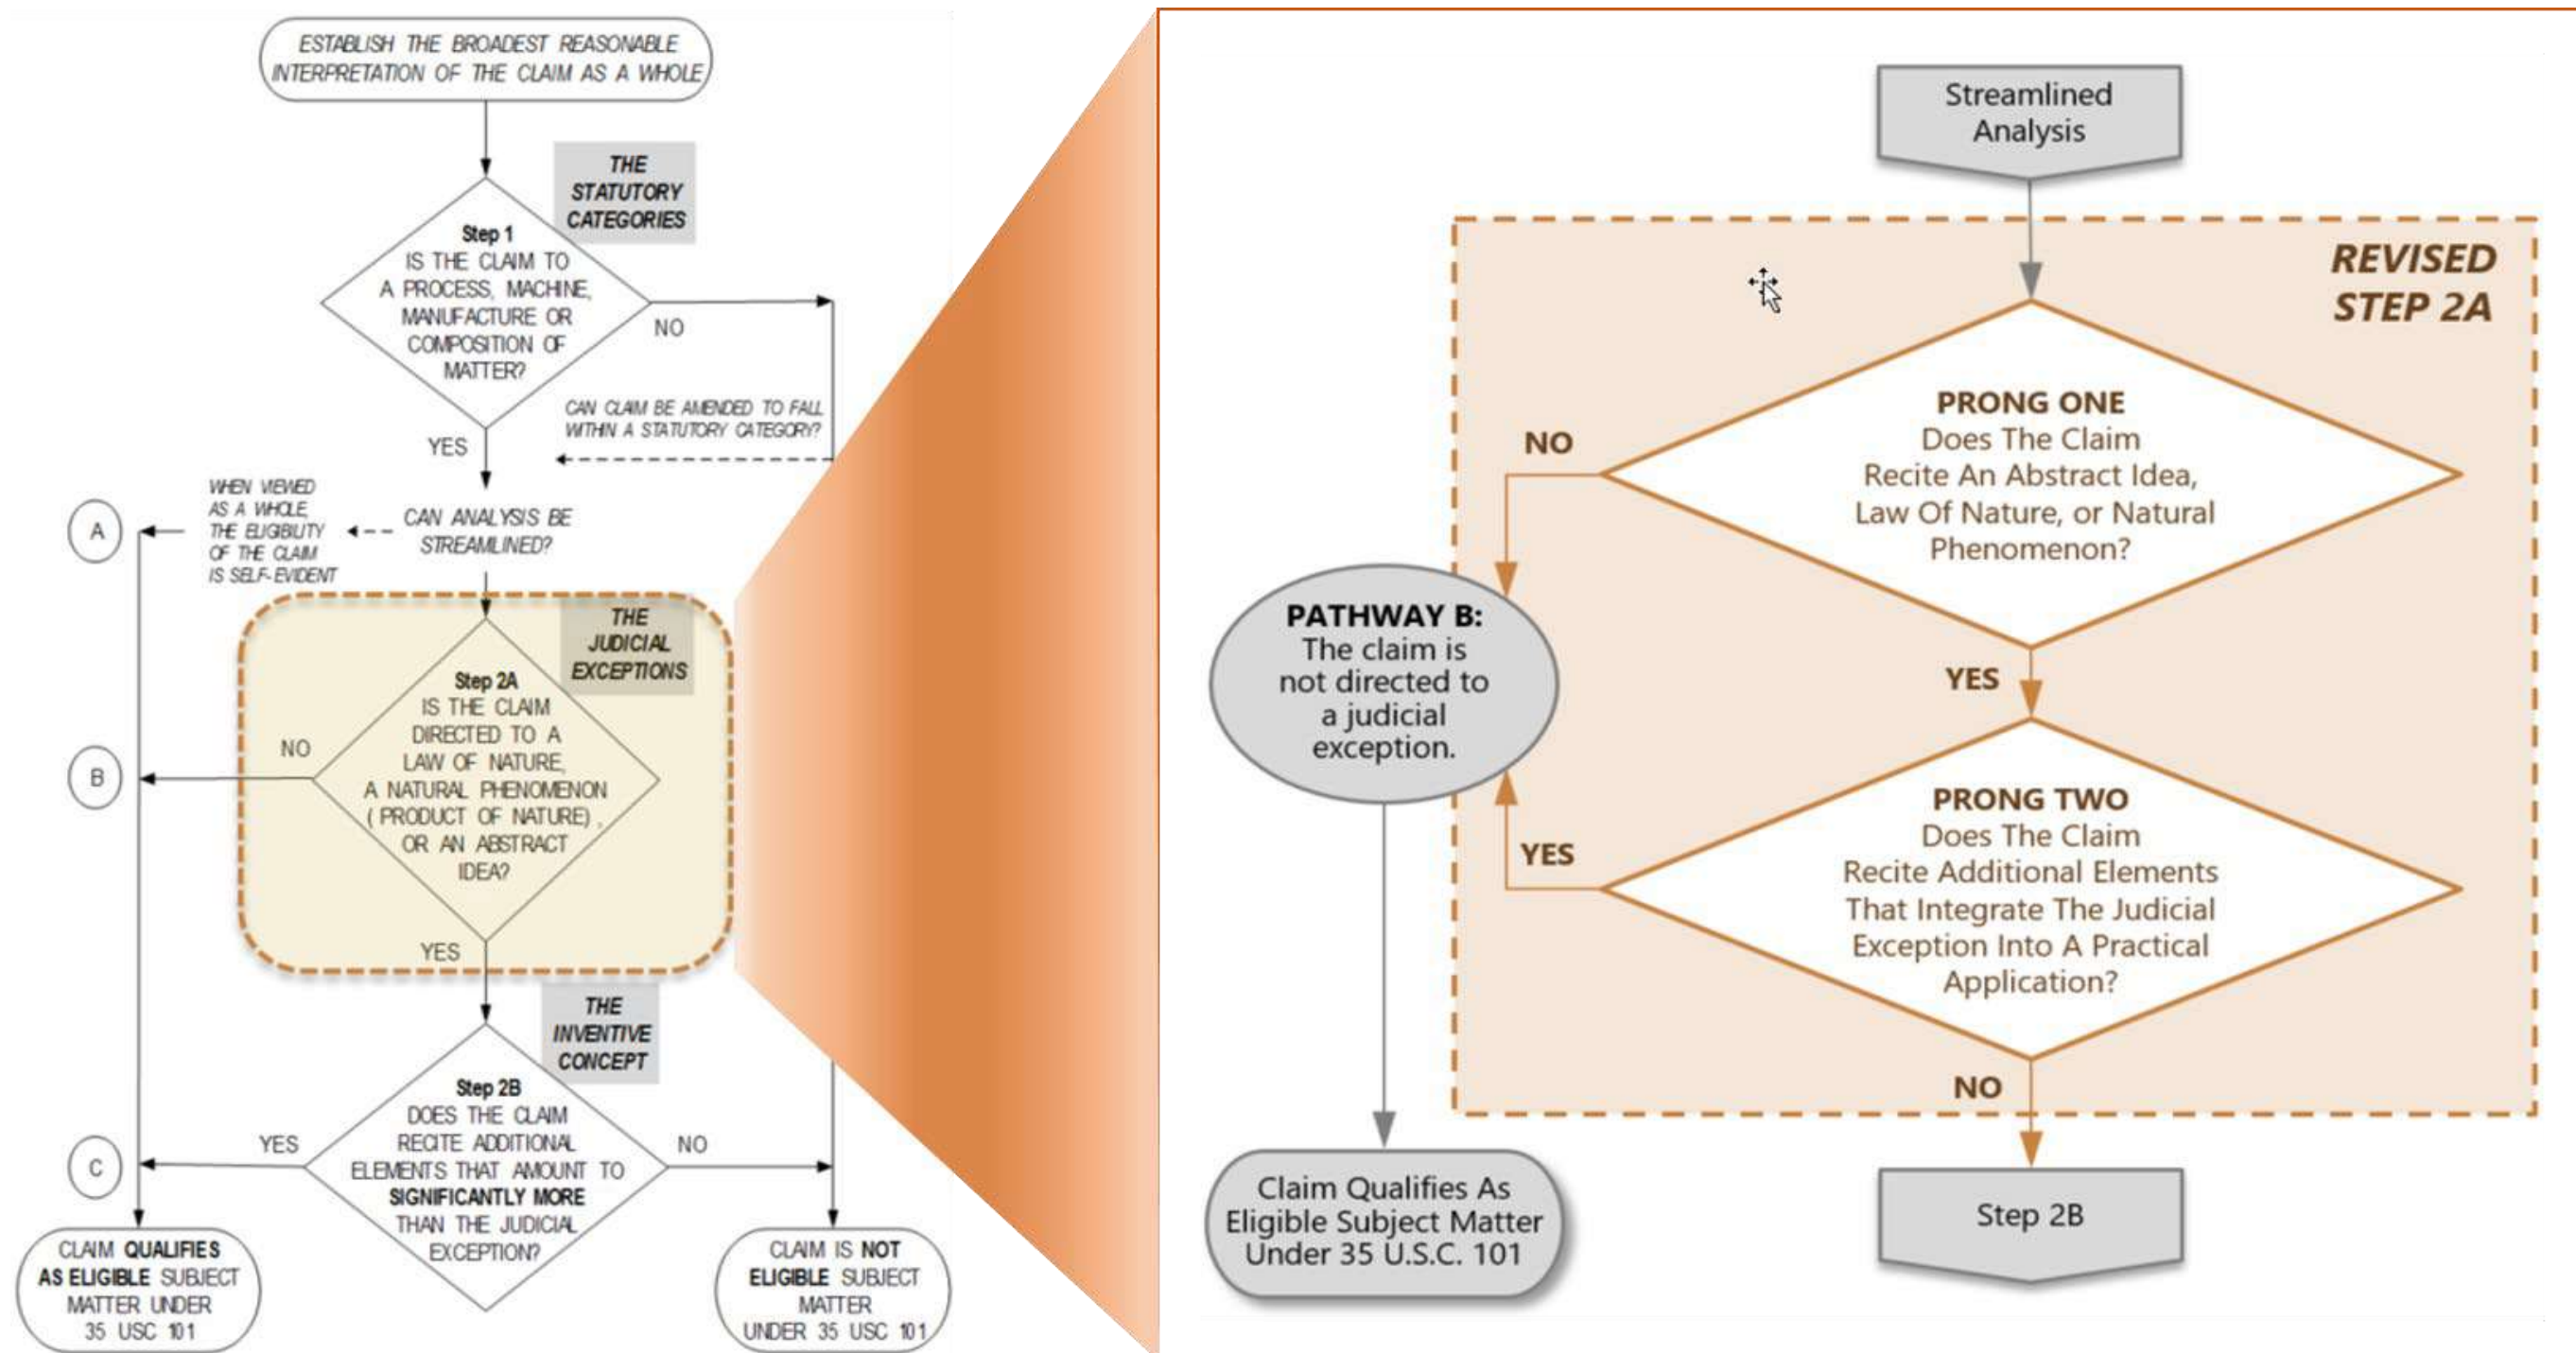 ESTABLISH THE BROADEST REASONABLE
INTERPRETATION OF THE CLAIM AS A WHOLE
THE
STATUTORY
CATEGORIES
Step 1
IS THE CLAIM TO
A PROCESS, MACHINE,
MANUFACTURE OR
COMPOSITION OF
MATTER?
NO
YES
CAN CLAIM BE AMENDED TO FALL
WITHIN A STATUTORY CATEGORY?
A
WHEN VIEWED
AS A WHOLE,
THE ELIGIBILITY
OF THE CLAIM
IS SELF-EVIDENT
CAN ANALYSIS BE
STREAMLINED?
THE
JUDICIAL
EXCEPTIONS
Step 2A
IS THE CLAIM
DIRECTED TO A
LAW OF NATURE,
A NATURAL PHENOMENON
( PRODUCT OF NATURE) ,
OR AN ABSTRACT
IDEA?
NO
B
YES
THE
INVENTIVE
CONCEPT
Step 2B
DOES THE CLAIM
RECITE ADDITIONAL
ELEMENTS THAT AMOUNT TO
SIGNIFICANTLY MORE
THAN THE JUDICIAL
EXCEPTION?
YES
NO
C
CLAIM QUALIFIES
AS ELIGIBLE SUBJECT
MATTER UNDER
35 USC 101
CLAIM IS NOT
ELIGIBLE SUBJECT
MATTER
UNDER 35 USC 101
Streamlined
Analysis
REVISED
STEP 2A
PRONG ONE
Does The Claim
Recite An Abstract Idea,
Law Of Nature, or Natural
Phenomenon?
NO
YES
PATHWAY B:
The claim is
not directed to
a judicial
exception.
PRONG TWO
Does The Claim
Recite Additional Elements
That Integrate The Judicial
Exception Into A Practical
Application?
YES
NO
Claim Qualifies As
Eligible Subject Matter
Under 35 U.S.C. 101
Step 2B